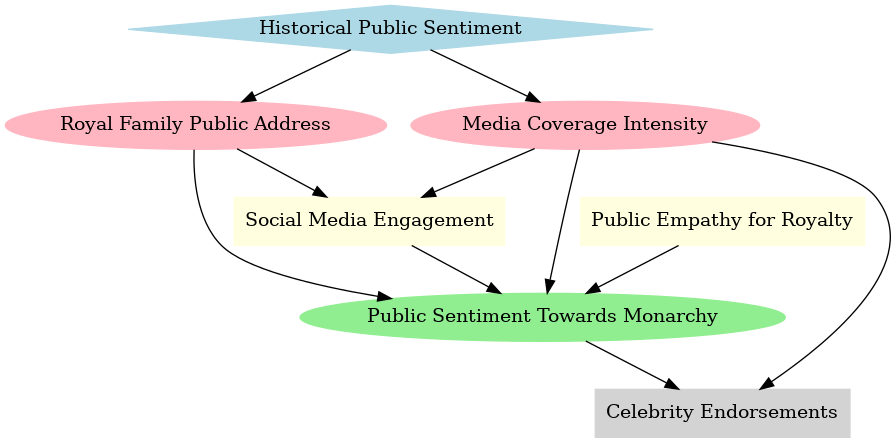 Historical Public Sentiment
Royal Family Public Address
Media Coverage Intensity
Social Media Engagement
Public Empathy for Royalty
Public Sentiment Towards Monarchy
Celebrity Endorsements